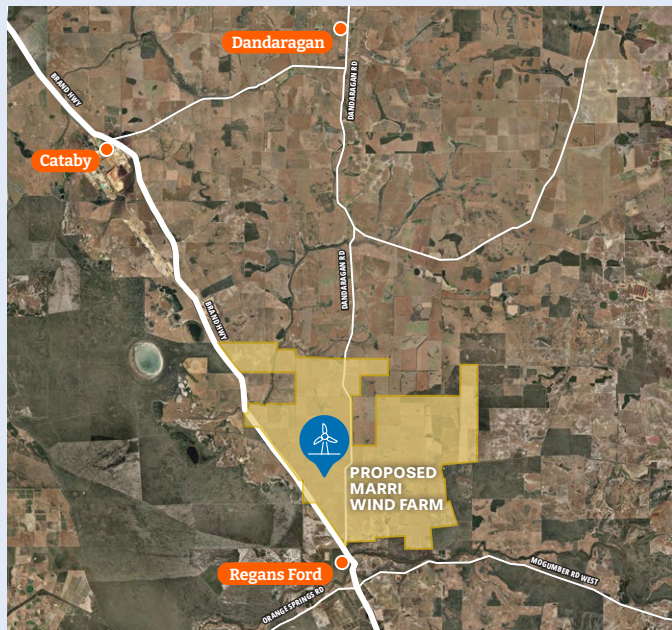 Dandaragan
BRAND HWY
DANDARAGAN RD
Cataby
DANDARAGAN RD
BRAND HWY
PROPOSED
MARRI
WIND FARM
Regans Ford
MOGUMBER RD WEST
ORANGE SPRINGS RD